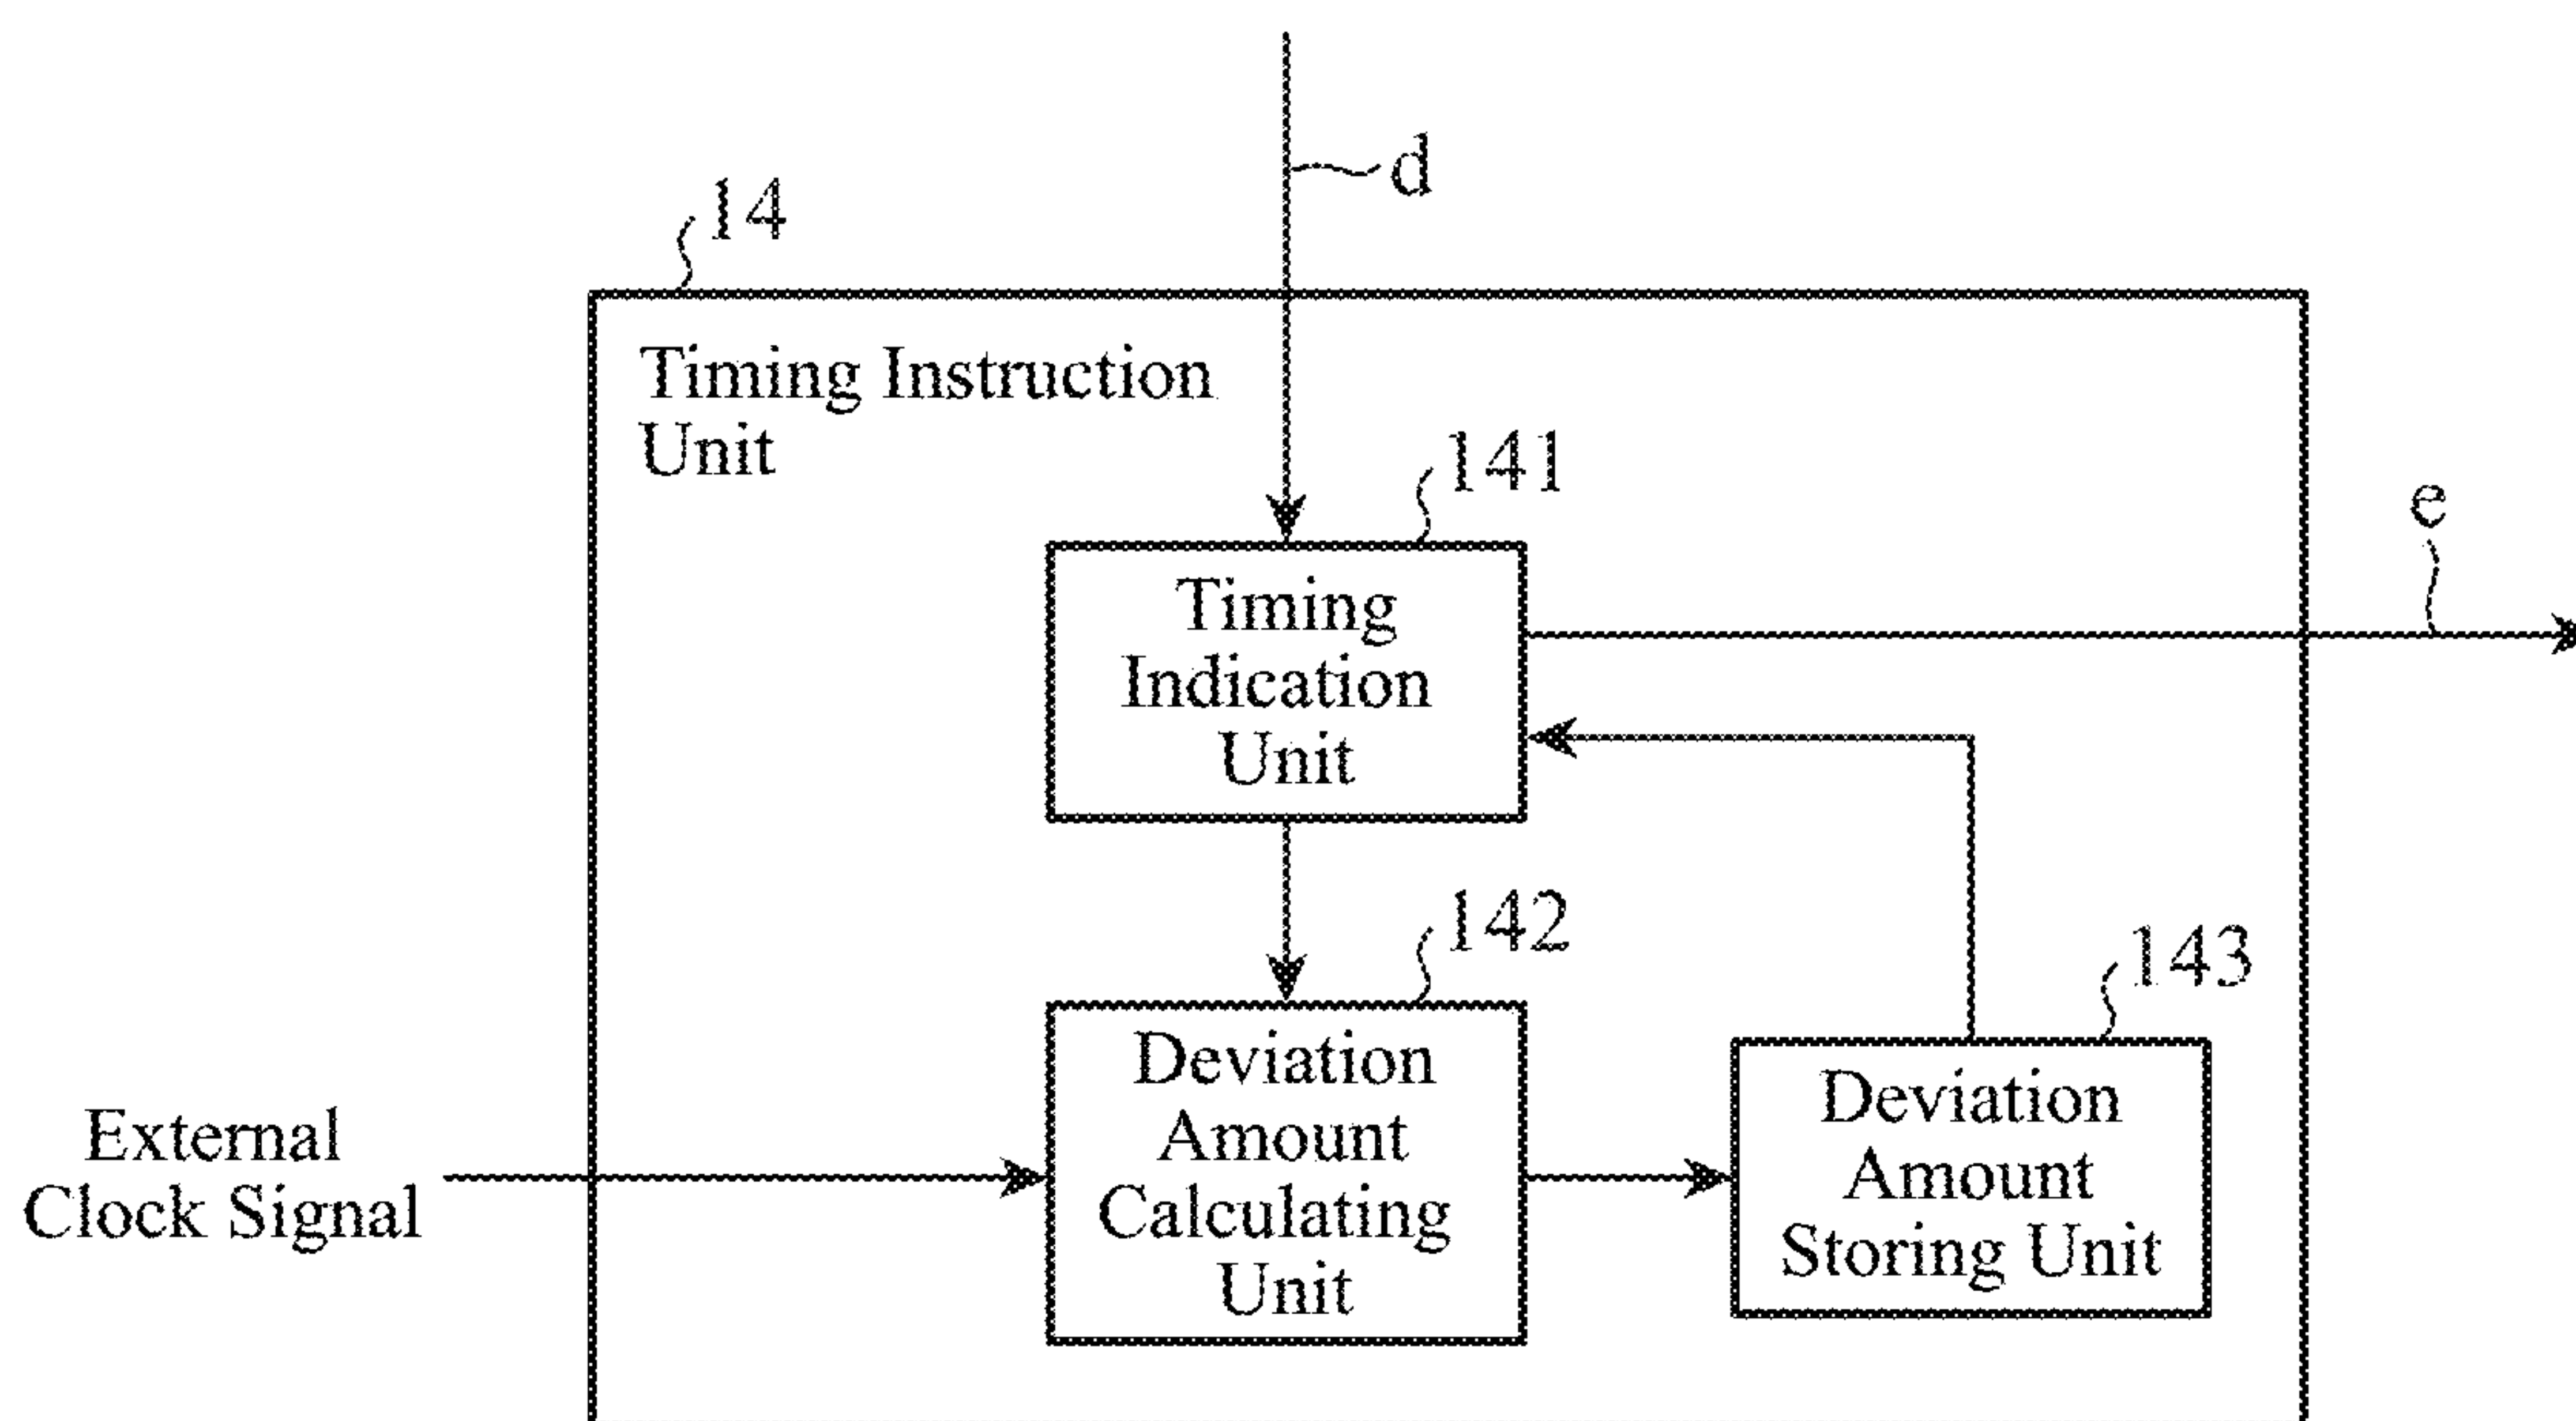 d
14
Timing Instruction
Unit
141
e
Timing
Indication
Unit
142
143
Deviation
Amount
Calculating
Unit
Deviation
Amount
Storing Unit
External
Clock Signal